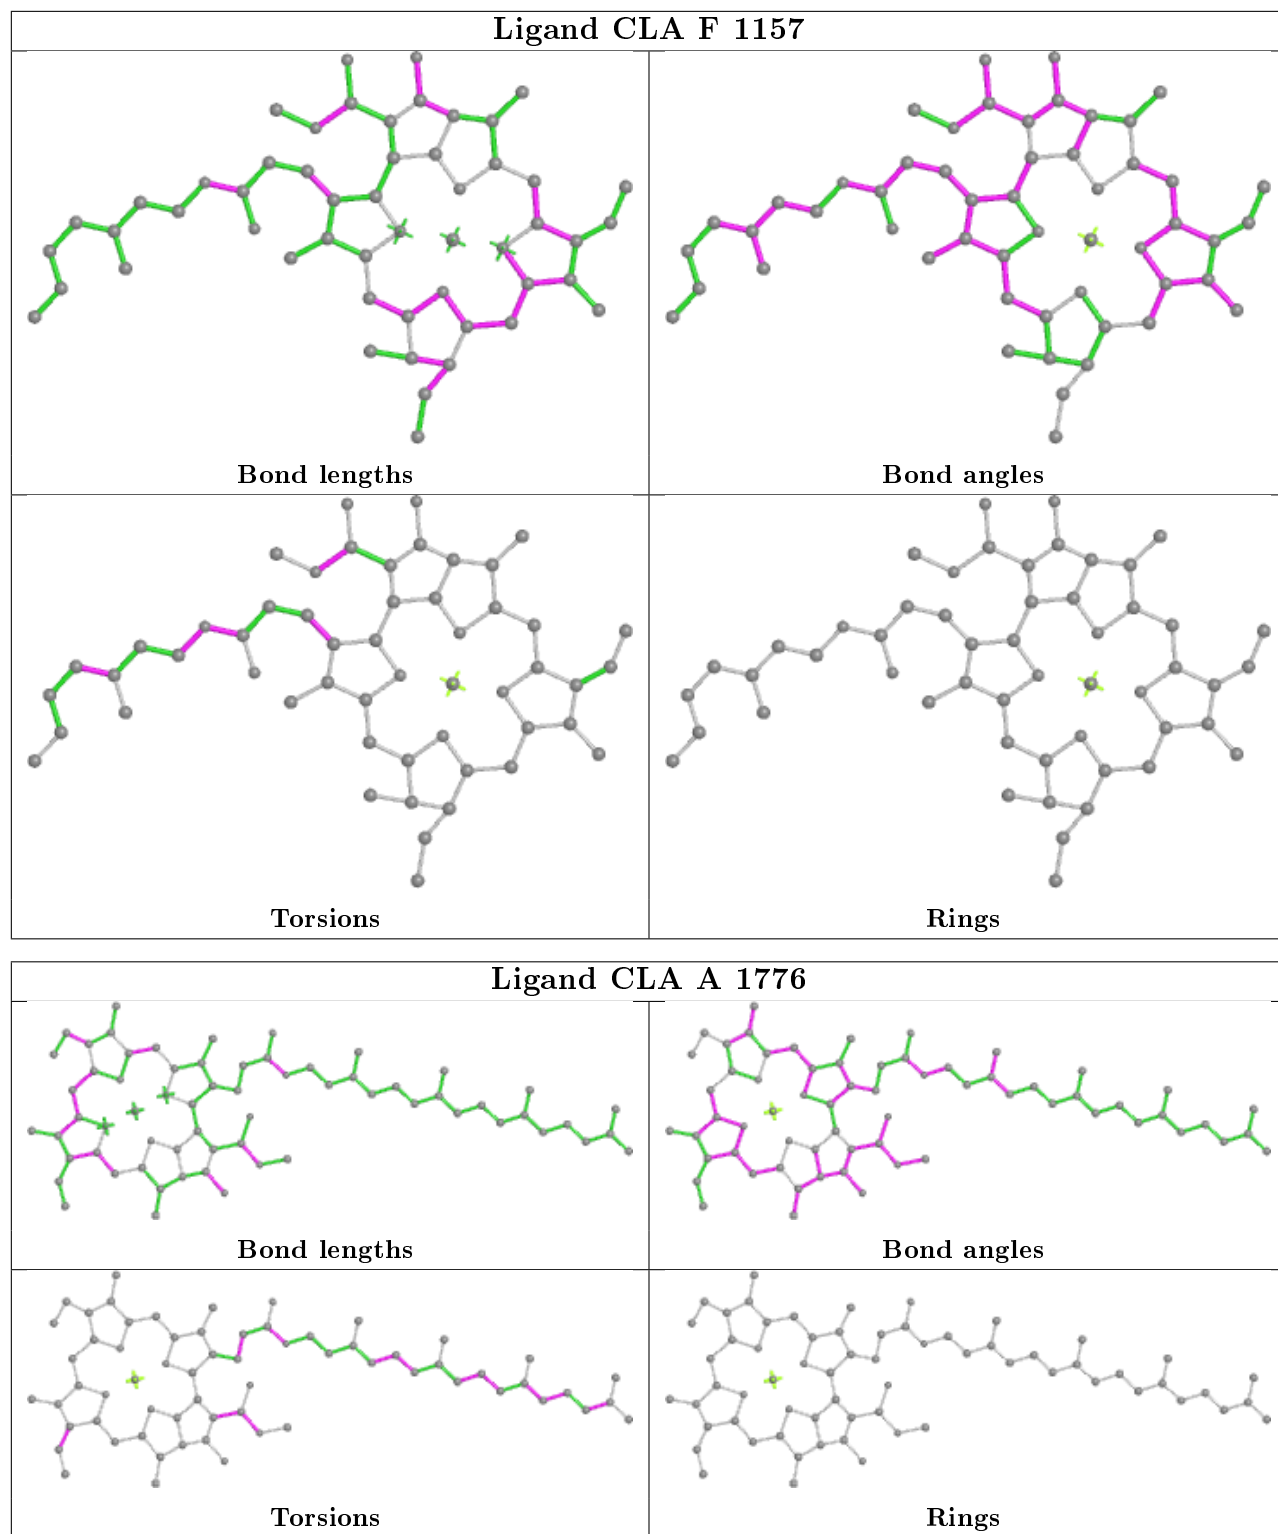 Ligand CLA F 1157
Bond lengths
Bond angles
Torsions
Rings
Ligand CLA A 1776
Bond lengths
Bond angles
Torsions
Rings